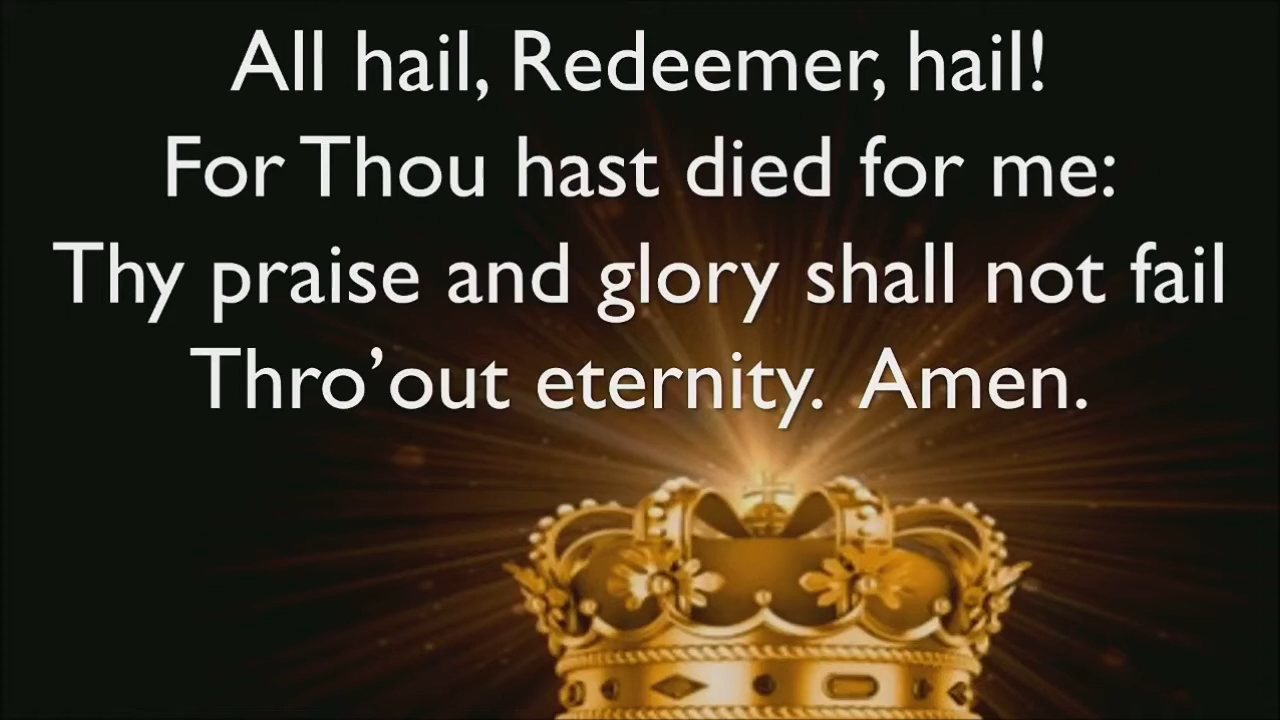 All hail, Redeemer, hail!
For Thou hast died for me:
Thy praise and glory shall not fail
Thro’out eternity.  Amen.